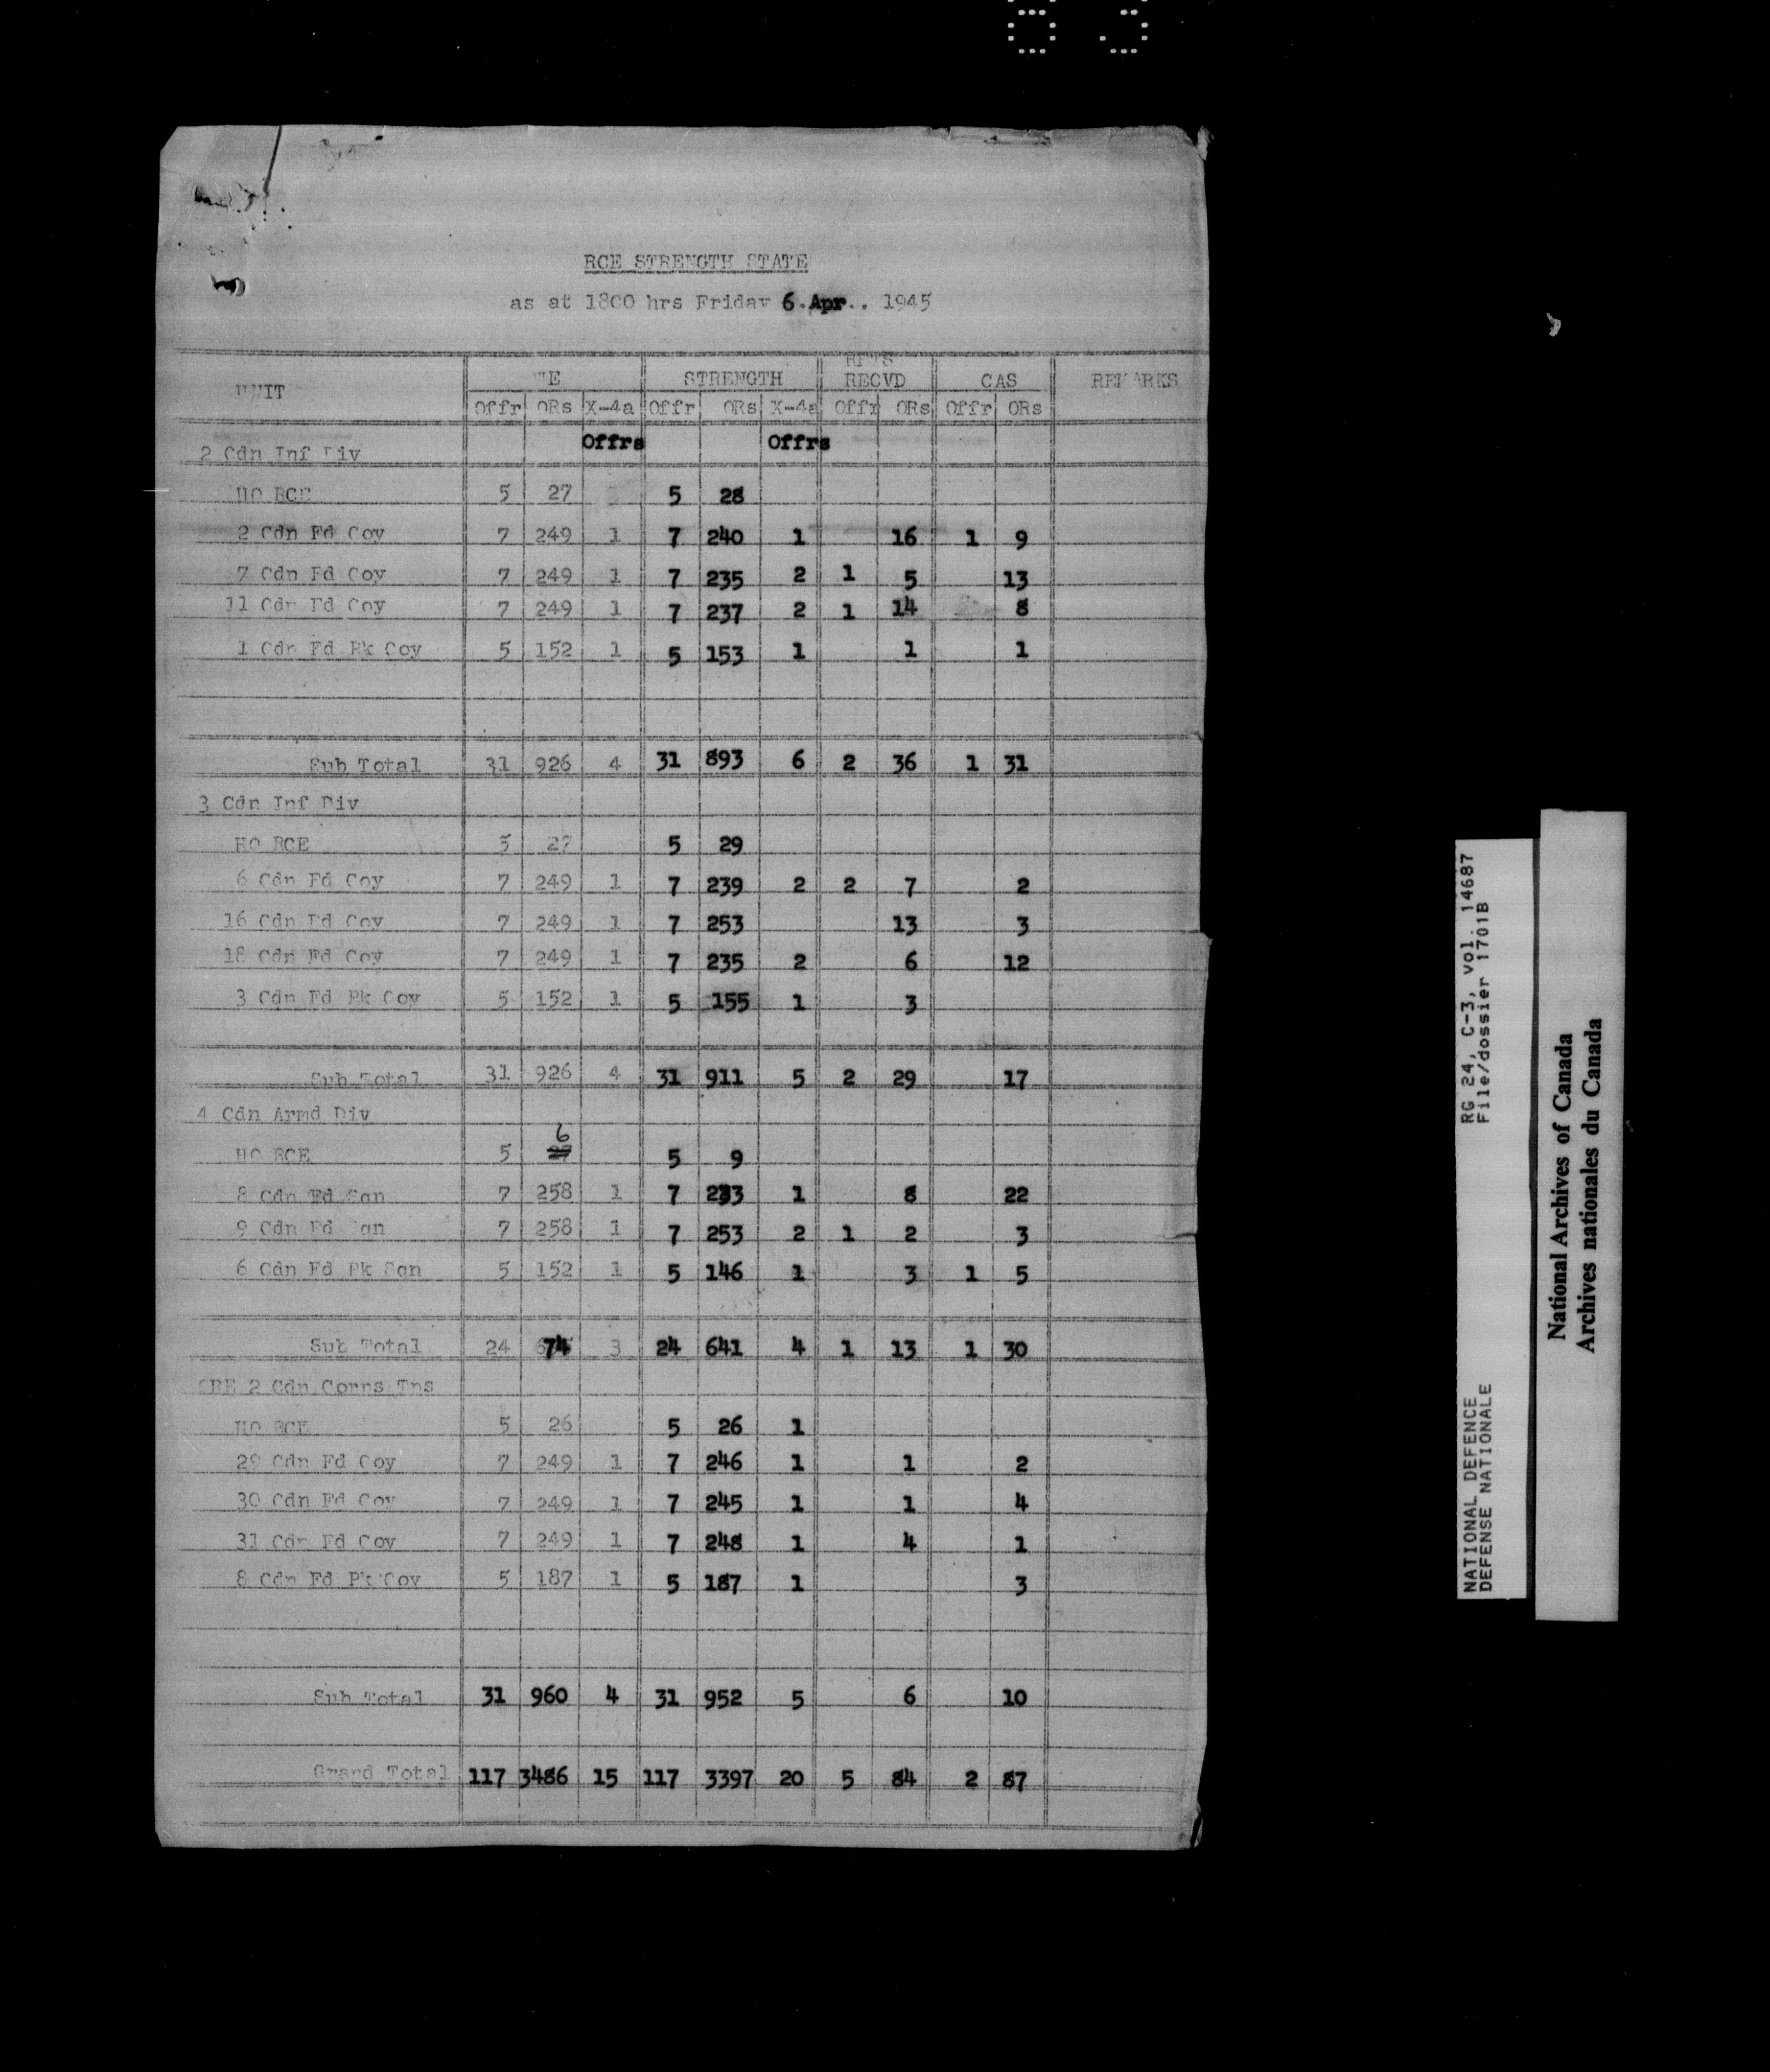 RCE STRENGTH STATE
as at 1800 hrs Friday 6.Apr.. 1945
UNIT WE STRENGTH RFTS RECVD CAS REMARKS
Offr ORs X-4a Offr ORs X-4a Offr ORs Offr ORs
Offrs Offrs
2 Cdn Inf Div
HQ RCE 5 27 5 28
2 Cdn Fd Coy 7 249 1 7 240 1 16 1 9
7 Cdn Fd Coy 7 249 1 7 235 2 1 5 13
11 Cdn Fd Coy 7 249 1 7 237 2 1 14 8
1 Cdn Fd Pk Coy 5 152 1 5 153 1 1 1
Sub Total 31 926 4 31 893 6 2 36 1 31
3 Cdn Inf Div
HQ RCE 5 27 5 29
6 Cdn Fd Coy 7 249 1 7 239 2 2 7 2
16 Cdn Fd Coy 7 249 1 7 253 13 3
18 Cdn Fd Coy 7 249 1 7 235 2 6 12
3 Cdn Fd Pk Coy 5 152 1 5 155 1 3
Sub Total 31 926 4 31 911 5 2 29 17
4 Cdn Armd Div
HQ RCE 5 6 5 9
8 Cdn Fd Sqn 7 258 1 7 233 1 8 22
9 Cdn Fd Sqn 7 258 1 7 253 2 1 2 3
6 Cdn Fd Pk Sqn 5 152 1 5 146 1 3 1 5
Sub Total 24 674 3 24 641 4 1 13 1 30
CRE 2 Cdn Corps Tps
HQ RCE 5 26 5 26 1
29 Cdn Fd Coy 7 249 1 7 246 1 1 2
30 Cdn Fd Coy 7 249 1 7 245 1 1 4
31 Cdn Fd Coy 7 249 1 7 248 1 4 1
8 Cdn Fd Pk Coy 5 187 1 5 187 1 3
Sub Total 31 960 4 31 952 5 6 10
Grand Total 117 3486 15 117 3397 20 5 84 2 87
NATIONAL DEFENCE RG 24, C-3, vol. 14687
DEFENSE NATIONALE File/dossier 1701B
National Archives of Canada
Archives nationales du Canada